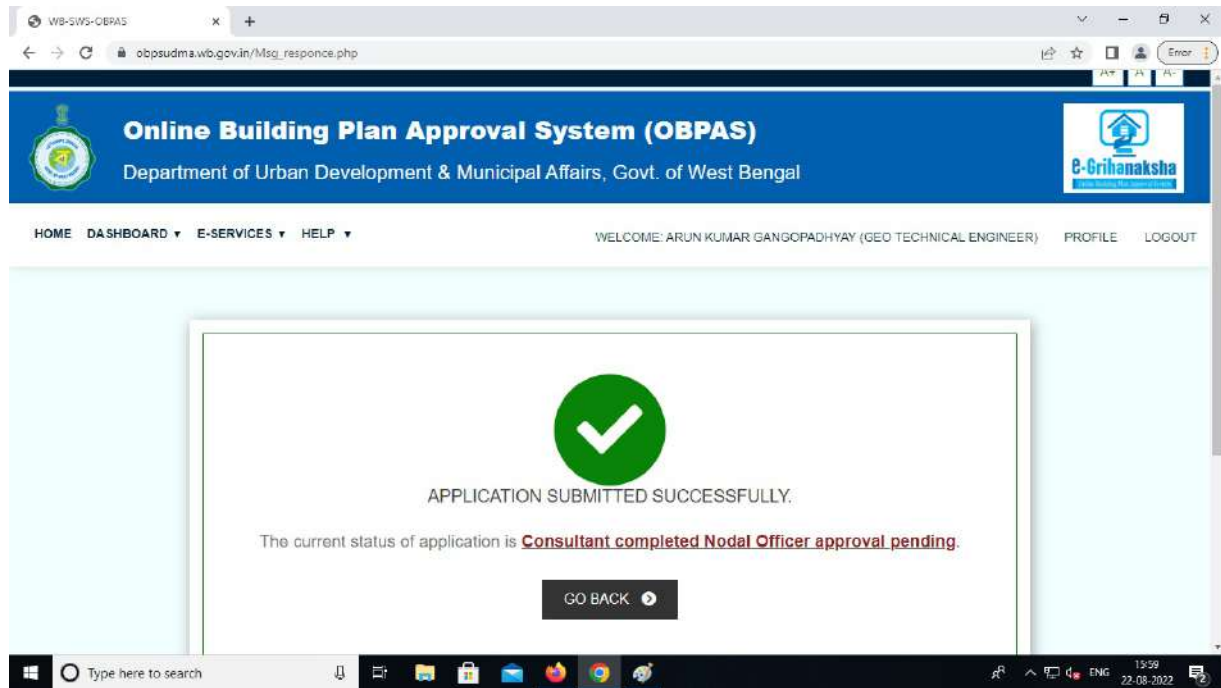 WB-SWS-OBPAS
obpsudma.wb.gov.in/Msg_responce.php
Error
A+ A A-
Online Building Plan Approval System (OBPAS)
Department of Urban Development & Municipal Affairs, Govt. of West Bengal
e-Grihanaksha
HOME DASHBOARD ▾ E-SERVICES ▾ HELP ▾ WELCOME: ARUN KUMAR GANGOPADHYAY (GEO TECHNICAL ENGINEER) PROFILE LOGOUT
APPLICATION SUBMITTED SUCCESSFULLY.
The current status of application is Consultant completed Nodal Officer approval pending.
GO BACK
Type here to search
ENG
15:59
22-08-2022
2